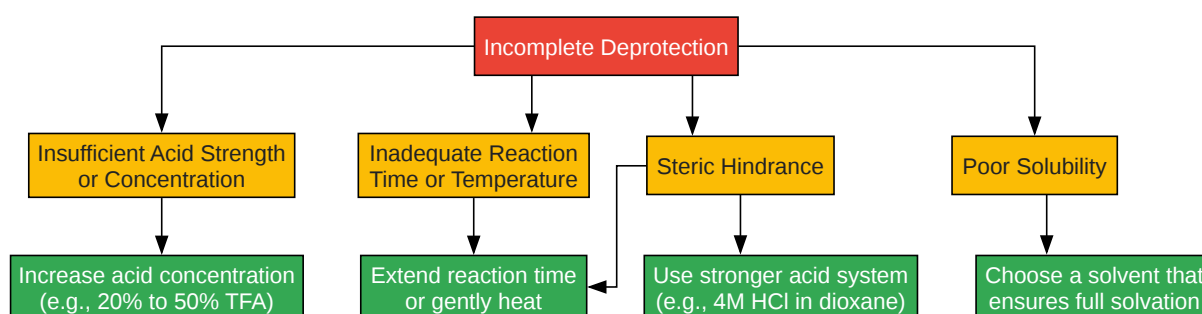 Incomplete Deprotection
Insufficient Acid Strength
or Concentration
Inadequate Reaction
Time or Temperature
Steric Hindrance
Poor Solubility
Increase acid concentration
(e.g., 20% to 50% TFA)
Extend reaction time
or gently heat
Use stronger acid system
(e.g., 4M HCl in dioxane)
Choose a solvent that
ensures full solvation